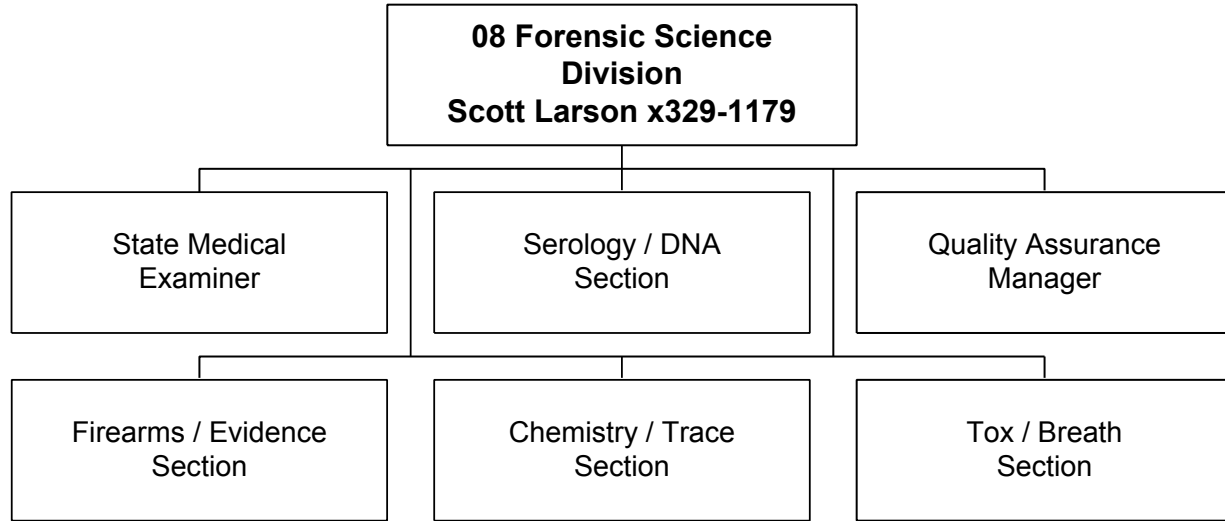 08 Forensic Science
Division
Scott Larson x329-1179
State Medical
Examiner
Serology / DNA
Section
Quality Assurance
Manager
Firearms / Evidence
Section
Chemistry / Trace
Section
Tox / Breath
Section